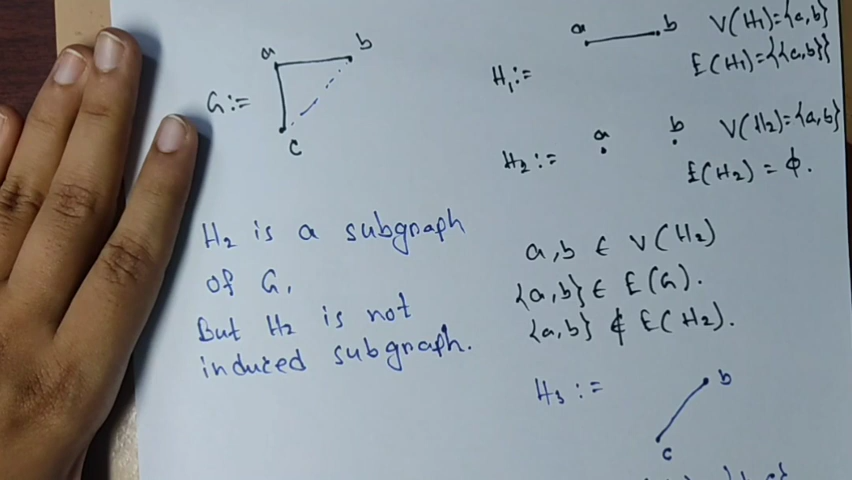 a b
G:=
c
H₂ is a subgraph
of G.
But H₂ is not
induced subgraph.
a b V(H₁)={a,b}
H₁:= E(H₁)={{a,b}}
a b V(H₂)={a,b}
H₂:= E(H₂) = ϕ.
a,b ∈ V(H₂)
{a,b} ∈ E(G).
{a,b} ∉ E(H₂).
H₃:= b
c